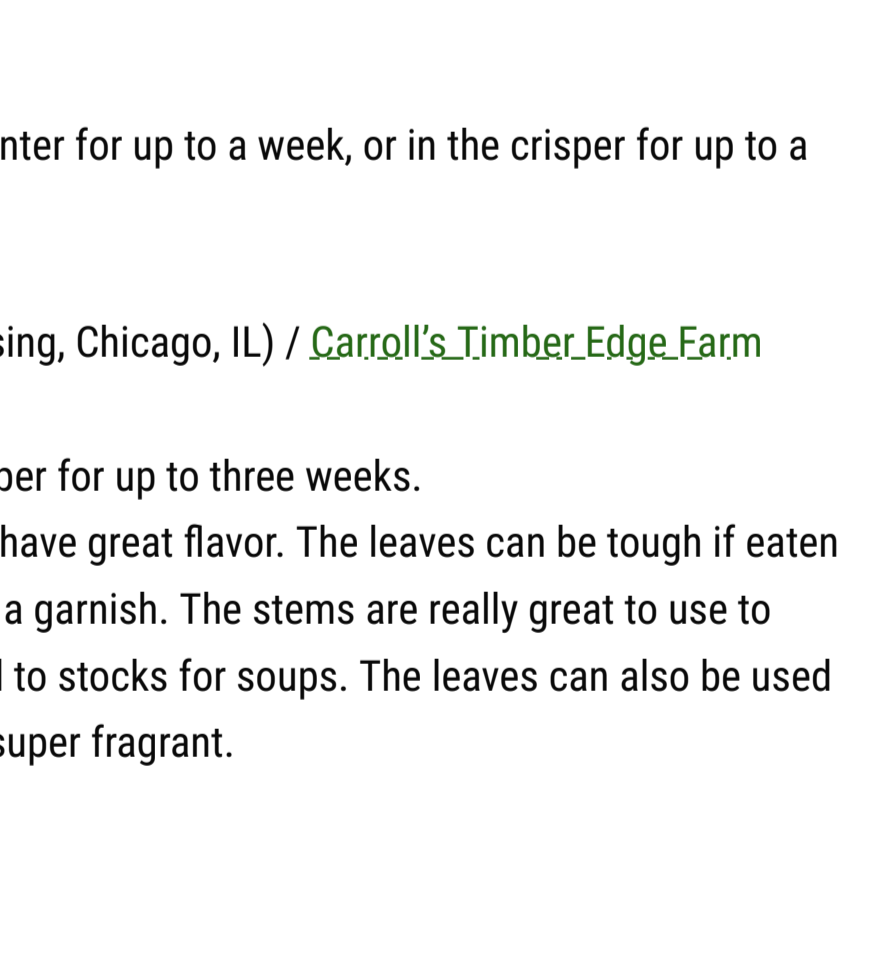 nter for up to a week, or in the crisper for up to a
sing, Chicago, IL) / Carroll’s Timber Edge Farm
per for up to three weeks.
have great flavor. The leaves can be tough if eaten
a garnish. The stems are really great to use to
to stocks for soups. The leaves can also be used
super fragrant.